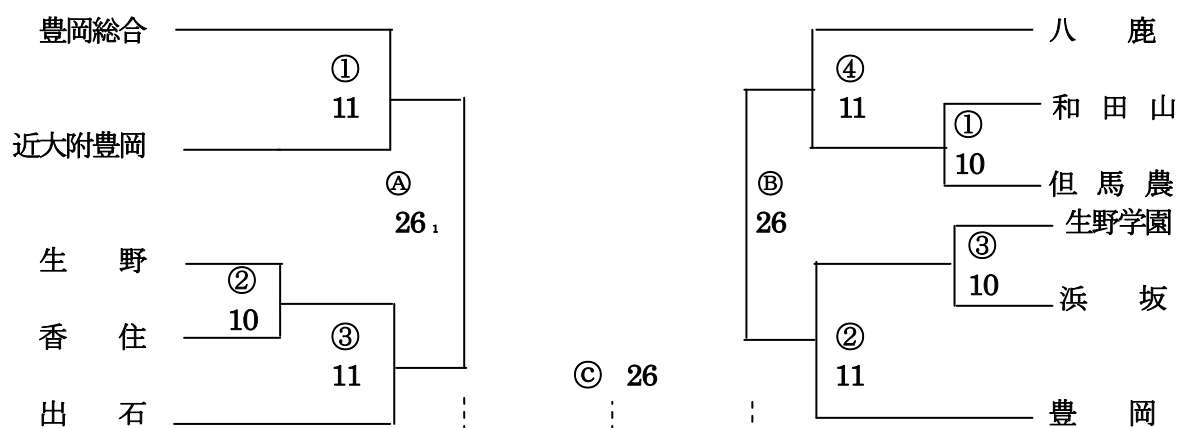 豊岡総合
①
11
近大附豊岡
Ⓐ
26 1
生 野
②
10
香 住
③
11
出 石
八 鹿
④
11
和 田 山
①
10
但 馬 農
Ⓑ
26
生野学園
③
10
浜 坂
②
11
豊 岡
Ⓒ 26